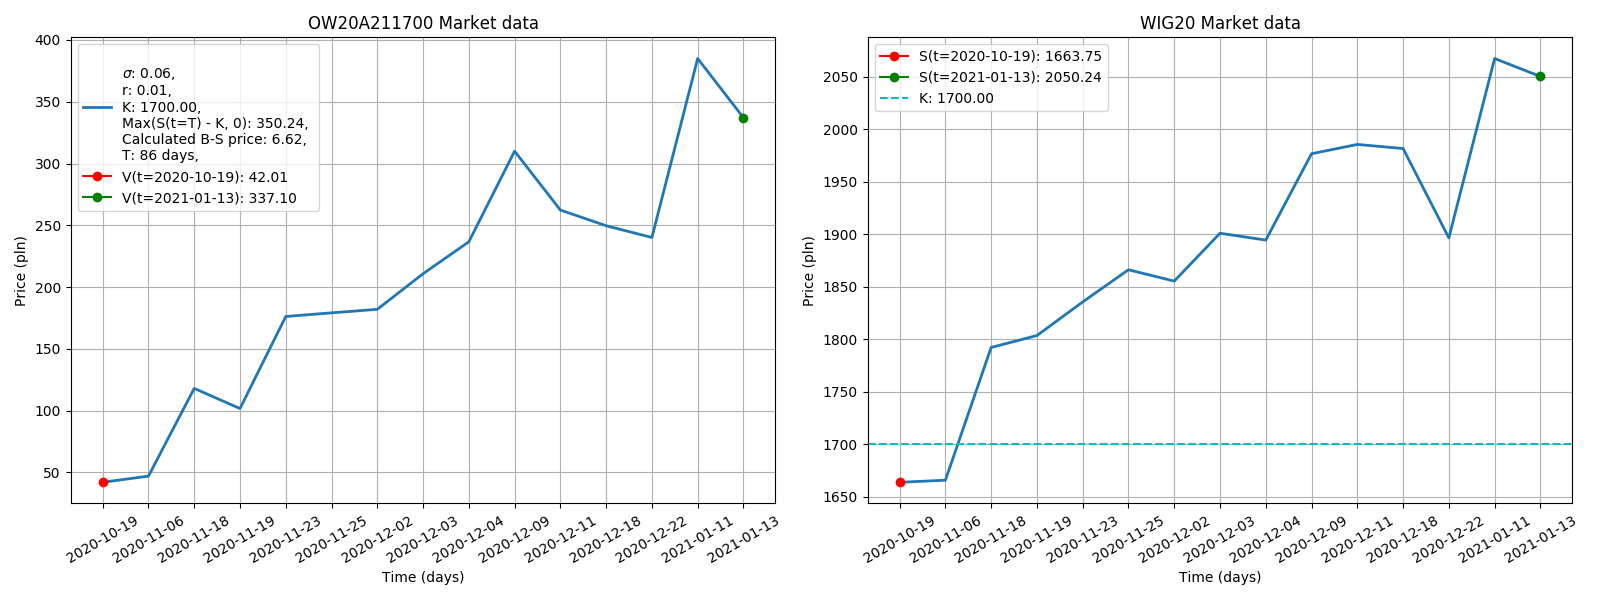 OW20A211700 Market data
400
350
300
250
200
150
100
50
Price (pln)
σ: 0.06,
r: 0.01,
K: 1700.00,
Max(S(t=T) - K, 0): 350.24,
Calculated B-S price: 6.62,
T: 86 days,
V(t=2020-10-19): 42.01
V(t=2021-01-13): 337.10
2020-10-19
2020-11-06
2020-11-18
2020-11-19
2020-11-23
2020-11-25
2020-12-02
2020-12-03
2020-12-04
2020-12-09
2020-12-11
2020-12-18
2020-12-22
2021-01-11
2021-01-13
Time (days)
WIG20 Market data
2050
2000
1950
1900
1850
1800
1750
1700
1650
Price (pln)
S(t=2020-10-19): 1663.75
S(t=2021-01-13): 2050.24
K: 1700.00
2020-10-19
2020-11-06
2020-11-18
2020-11-19
2020-11-23
2020-11-25
2020-12-02
2020-12-03
2020-12-04
2020-12-09
2020-12-11
2020-12-18
2020-12-22
2021-01-11
2021-01-13
Time (days)